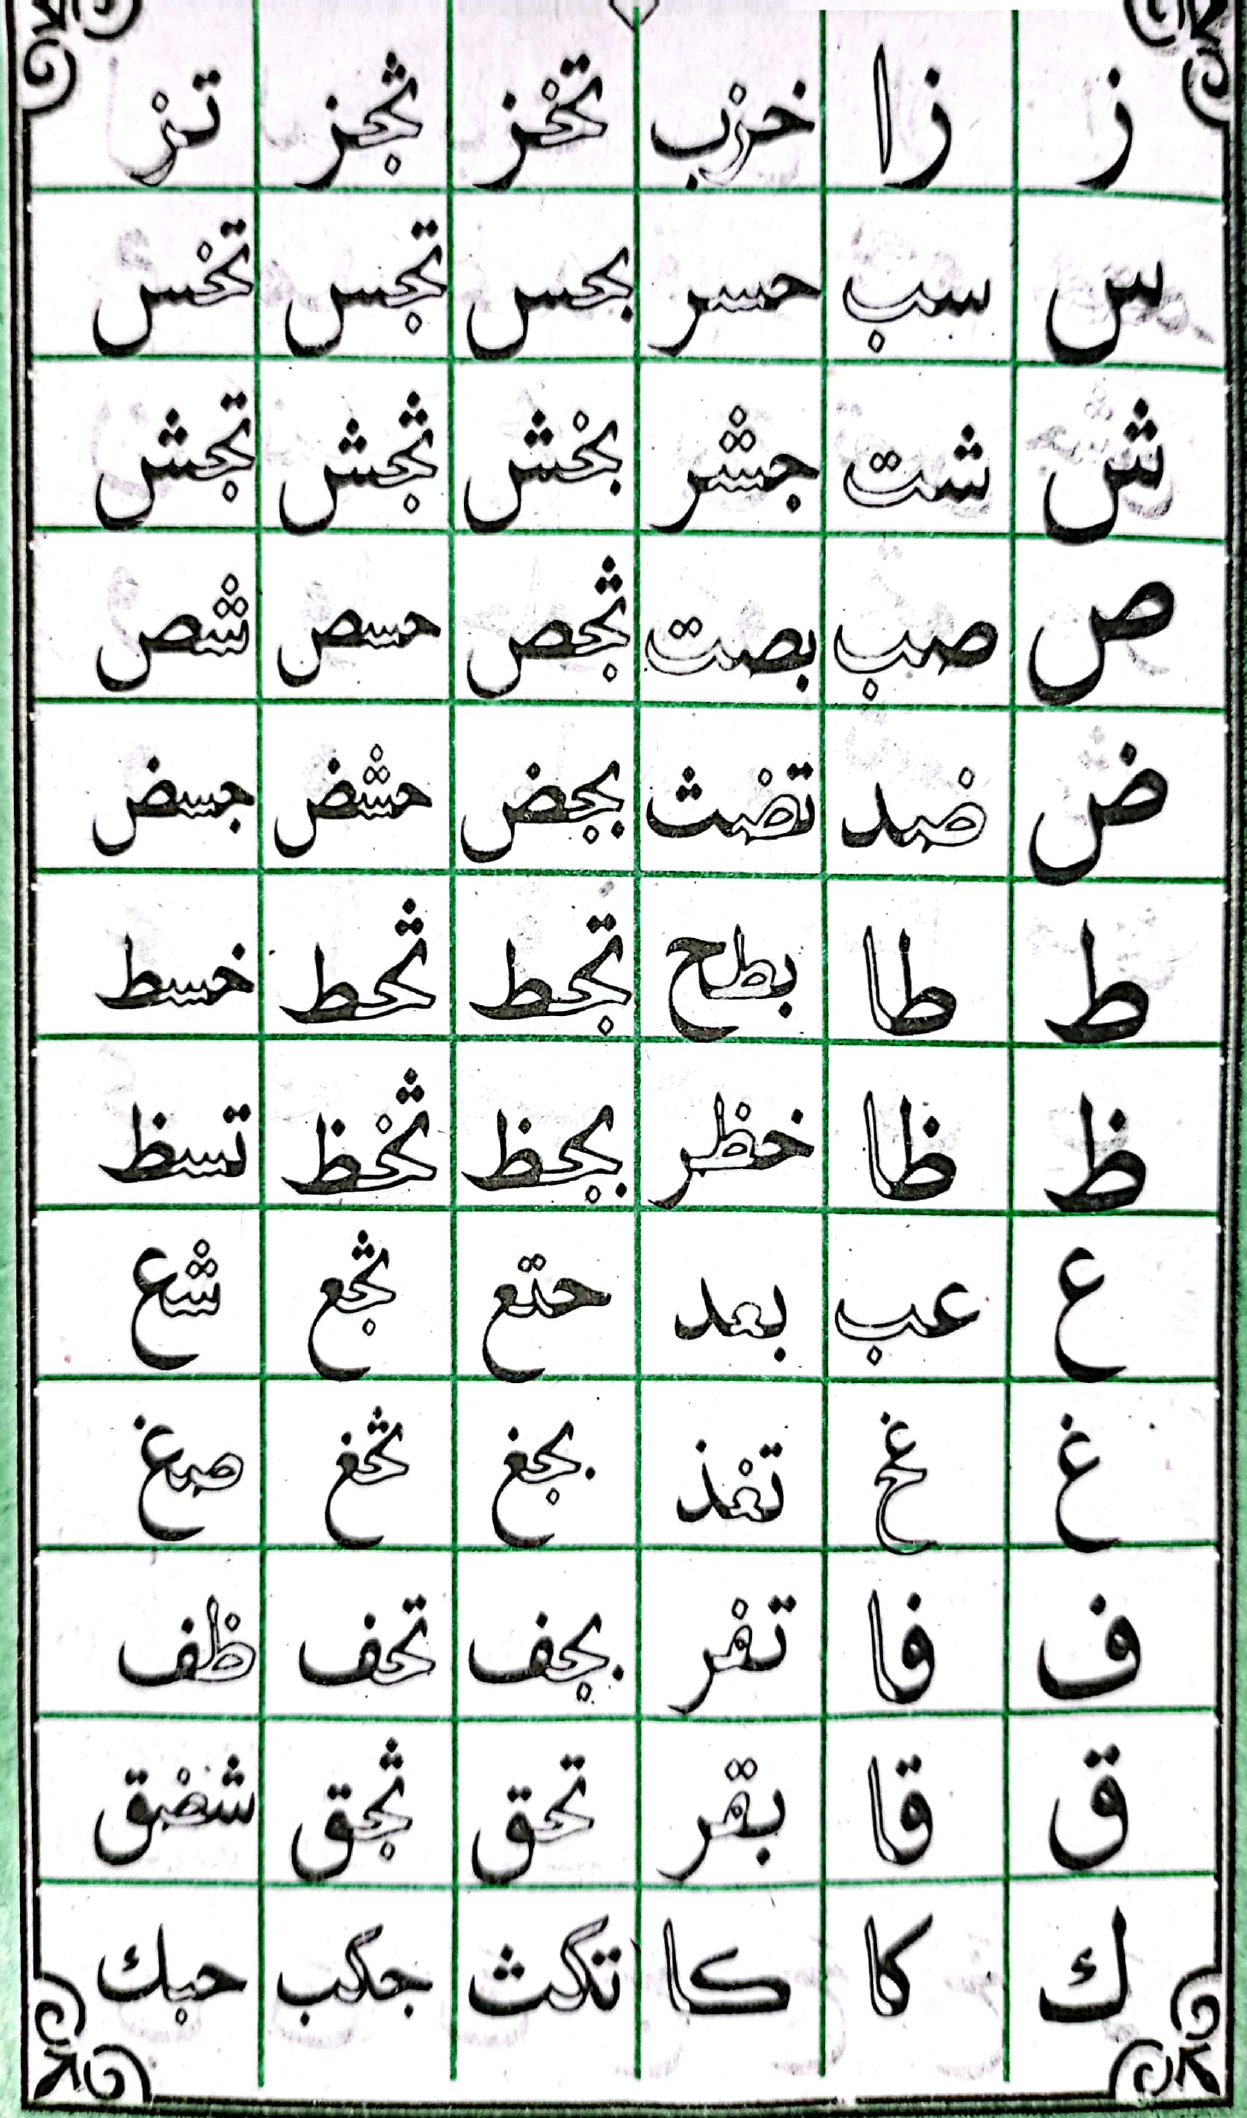 ز زا خزب تخز ثجز تنز
س سب حسر بحس تجس تخس
ش شت جشر بخش ثجش تجش
ص صب بصت ثجص حسص شص
ض ضد تضث بجض حشض جسض
ط طا بطح تجط ثحط خسط
ظ ظا خظر بجظ ثخظ تسظ
ع عب بعد حتع ثجع شع
غ غخ تغذ بجغ ثحغ صغ
ف فا تفر بجف تحف ظف
ق قا بقر تحق ثجق شضق
ك كا كا تكث جكب حبك